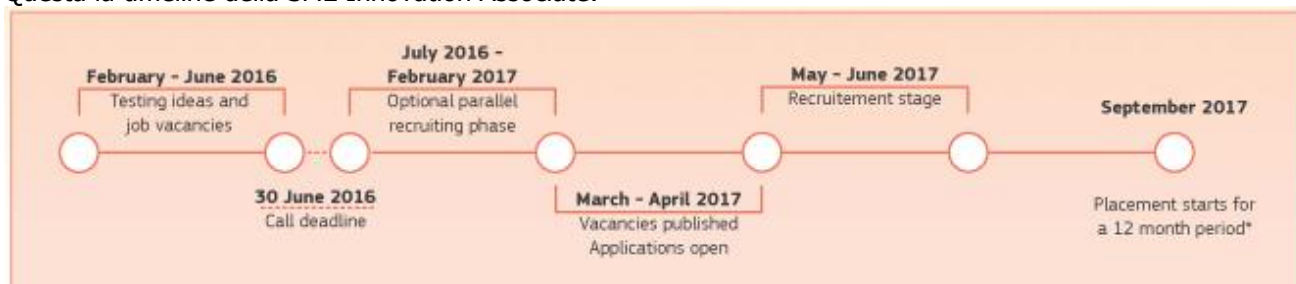 Questa la timeline della SME Innovation Associate:
February - June 2016
Testing ideas and
job vacancies
30 June 2016
Call deadline
July 2016 -
February 2017
Optional parallel
recruiting phase
March - April 2017
Vacancies published
Applications open
May - June 2017
Recruitement stage
September 2017
Placement starts for
a 12 month period*